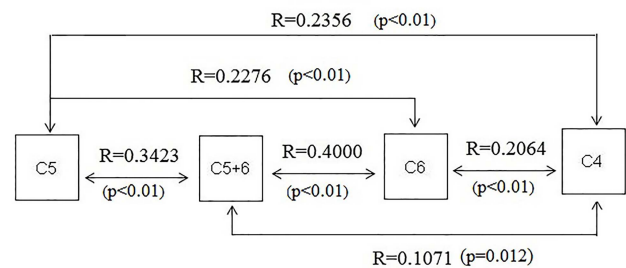 R=0.2356 (p<0.01)
R=0.2276 (p<0.01)
R=0.3423
R=0.4000
R=0.2064
C5
C5+6
C6
C4
(p<0.01)
(p<0.01)
(p<0.01)
R=0.1071 (p=0.012)